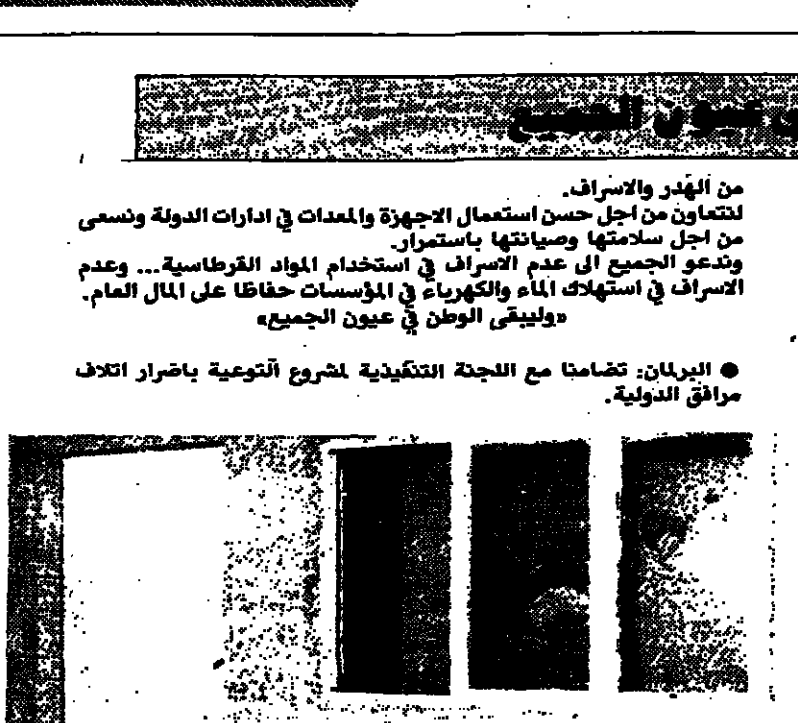 ى عيون الجميع
من الهدر والاسراف.
لنتعاون من اجل حسن استعمال الاجهزة والمعدات في ادارات الدولة ونسعى
من اجل سلامتها وصيانتها باستمرار.
وندعو الجميع الى عدم الاسراف في استخدام المواد القرطاسية... وعدم
الاسراف في استهلاك الماء والكهرباء في المؤسسات حفاظا على المال العام.
«وليبقى الوطن في عيون الجميع»
● البرلمان: تضامنا مع اللجنة التنفيذية لمشروع التوعية باضرار اتلاف
مرافق الدولية.